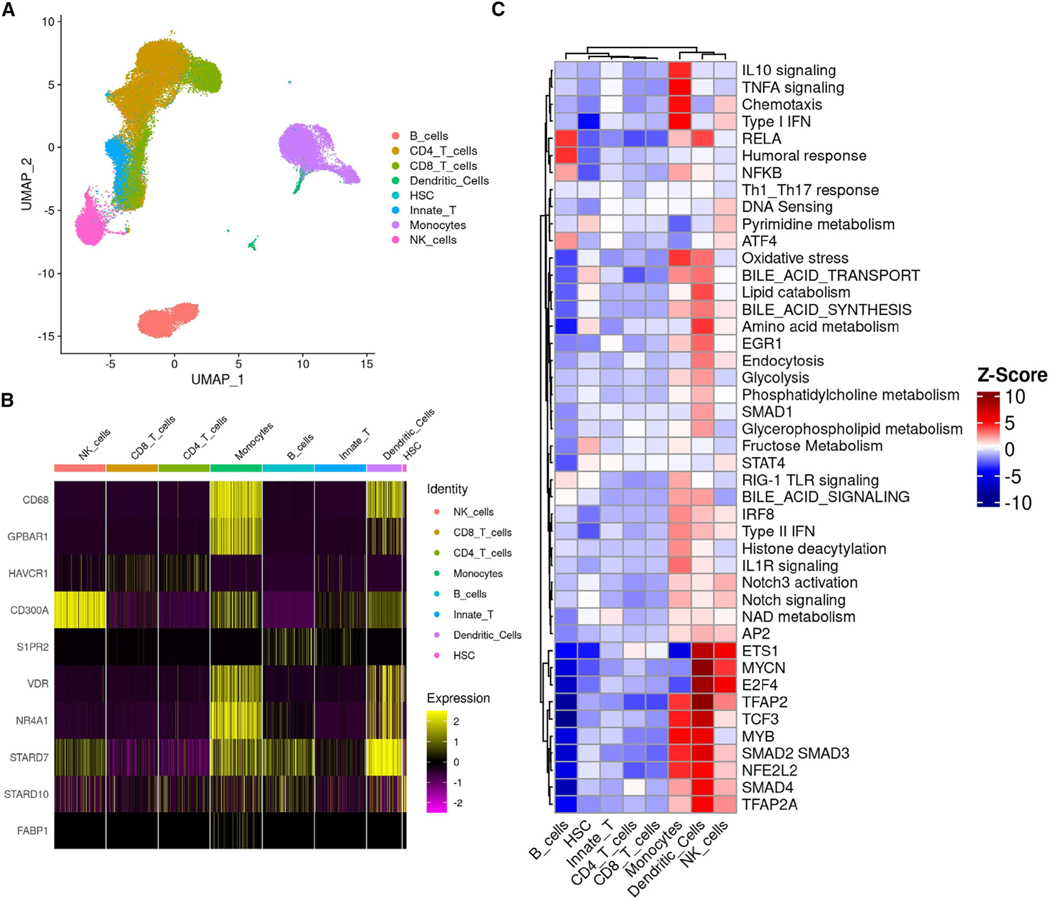 A
10
5
0
-5
-10
-15
UMAP_2
-5
0
5
10
15
UMAP_1
B_cells
CD4_T_cells
CD8_T_cells
Dendritic_Cells
HSC
Innate_T
Monocytes
NK_cells
B
NK_cells
CD8_T_cells
CD4_T_cells
Monocytes
B_cells
Innate_T
Dendritic_Cells
HSC
CD68
GPBAR1
HAVCR1
CD300A
S1PR2
VDR
NR4A1
STARD7
STARD10
FABP1
Identity
NK_cells
CD8_T_cells
CD4_T_cells
Monocytes
B_cells
Innate_T
Dendritic_Cells
HSC
Expression
2
1
0
-1
-2
C
IL10 signaling
TNFA signaling
Chemotaxis
Type I IFN
RELA
Humoral response
NFKB
Th1_Th17 response
DNA Sensing
Pyrimidine metabolism
ATF4
Oxidative stress
BILE_ACID_TRANSPORT
Lipid catabolism
BILE_ACID_SYNTHESIS
Amino acid metabolism
EGR1
Endocytosis
Glycolysis
Phosphatidylcholine metabolism
SMAD1
Glycerophospholipid metabolism
Fructose Metabolism
STAT4
RIG-1 TLR signaling
BILE_ACID_SIGNALING
IRF8
Type II IFN
Histone deacytylation
IL1R signaling
Notch3 activation
Notch signaling
NAD metabolism
AP2
ETS1
MYCN
E2F4
TFAP2
TCF3
MYB
SMAD2 SMAD3
NFE2L2
SMAD4
TFAP2A
B_cells
HSC
Innate_T
CD4_T_cells
CD8_T_cells
Monocytes
Dendritic_Cells
NK_cells
Z-Score
10
5
0
-5
-10